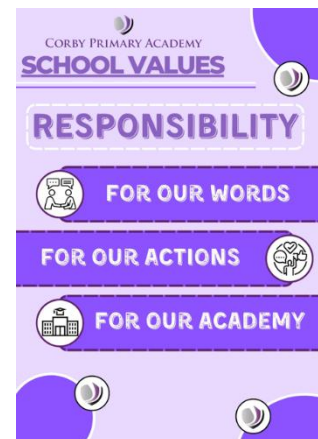 CORBY PRIMARY ACADEMY
SCHOOL VALUES
RESPONSIBILITY
FOR OUR WORDS
FOR OUR ACTIONS
FOR OUR ACADEMY